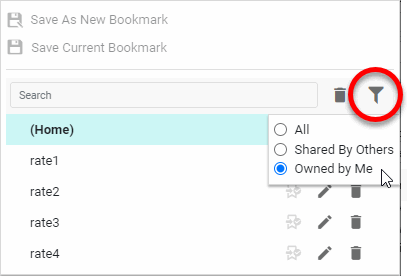 Save As New Bookmark
Save Current Bookmark
Search
(Home)
All
rate1
Shared By Others
Owned by Me
rate2
rate3
rate4